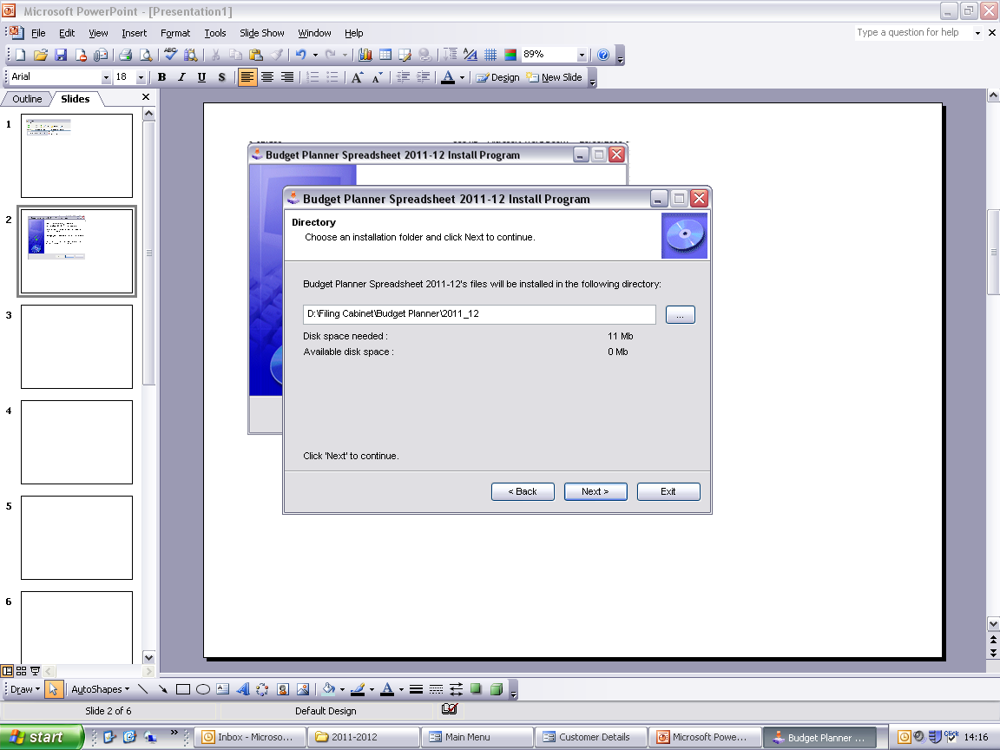 Microsoft PowerPoint - [Presentation1]
File Edit View Insert Format Tools Slide Show Window Help
Type a question for help
89%
Arial 18 B I U S A A A Design New Slide
Outline Slides
1
2
3
4
5
6
Budget Planner Spreadsheet 2011-12 Install Program
Budget Planner Spreadsheet 2011-12 Install Program
Directory
Choose an installation folder and click Next to continue.
Budget Planner Spreadsheet 2011-12's files will be installed in the following directory:
D:\Filing Cabinet\Budget Planner\2011_12
...
Disk space needed : 11 Mb
Available disk space : 0 Mb
Click 'Next' to continue.
< Back Next > Exit
Draw AutoShapes
Slide 2 of 6 Default Design
start Inbox - Microso... 2011-2012 Main Menu Customer Details Microsoft Powe... Budget Planner ... Click 14:16